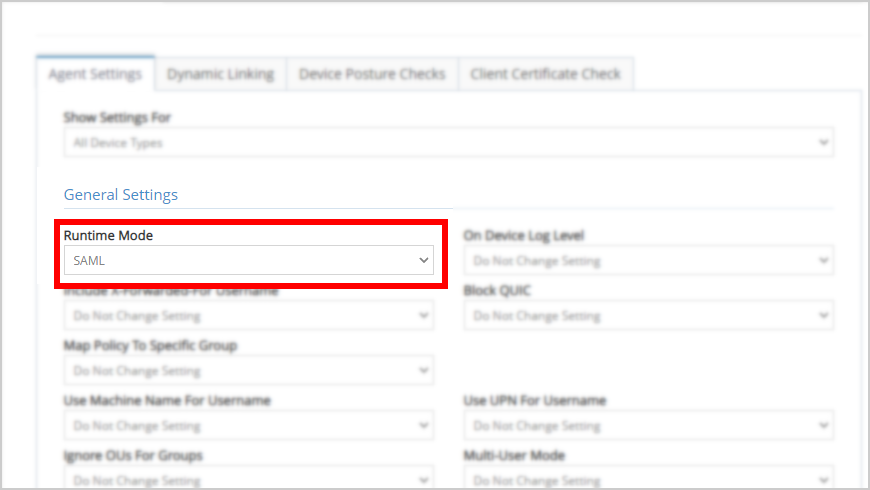 Agent Settings Dynamic Linking Device Posture Checks Client Certificate Check
Show Settings For
All Device Types
General Settings
Runtime Mode On Device Log Level
SAML Do Not Change Setting
Include X-Forwarded-For Username Block QUIC
Do Not Change Setting Do Not Change Setting
Map Policy To Specific Group
Do Not Change Setting
Use Machine Name For Username Use UPN For Username
Do Not Change Setting Do Not Change Setting
Ignore OUs For Groups Multi-User Mode
Do Not Change Setting Do Not Change Setting